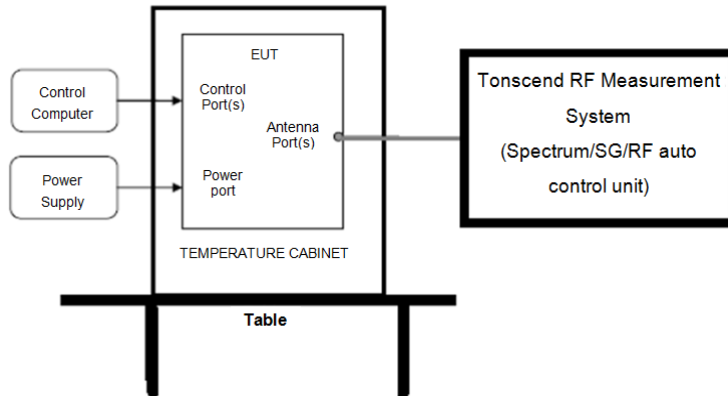 Control
Computer
Power
Supply
EUT
Control
Port(s)
Antenna
Port(s)
Power
port
TEMPERATURE CABINET
Table
Tonscend RF Measurement
System
(Spectrum/SG/RF auto
control unit)